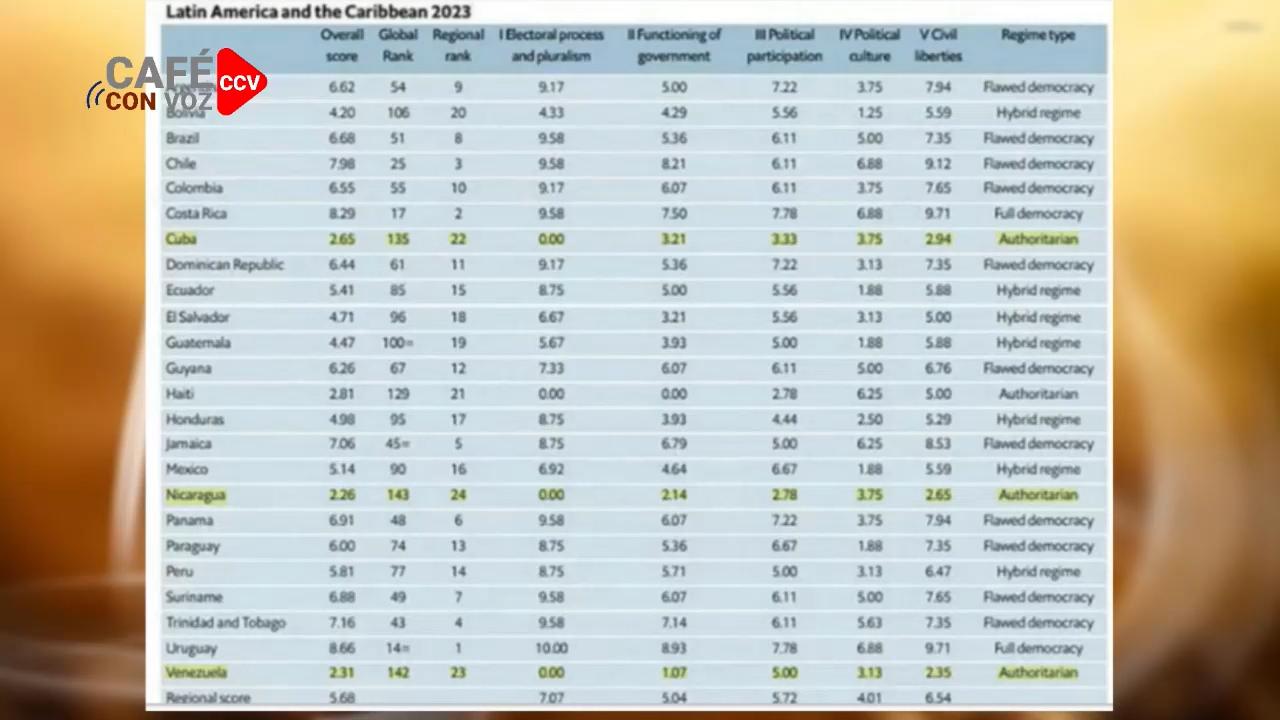 Latin America and the Caribbean 2023
Overall score Global Rank Regional rank I Electoral process and pluralism II Functioning of government III Political participation IV Political culture V Civil liberties Regime type
CAFÉ CON VOZ CCV
6.62 54 9 9.17 5.00 7.22 3.75 7.94 Flawed democracy
Bolivia 4.20 106 20 4.33 4.29 5.56 1.25 5.59 Hybrid regime
Brazil 6.68 51 8 9.58 5.36 6.11 5.00 7.35 Flawed democracy
Chile 7.98 25 3 9.58 8.21 6.11 6.88 9.12 Flawed democracy
Colombia 6.55 55 10 9.17 6.07 6.11 3.75 7.65 Flawed democracy
Costa Rica 8.29 17 2 9.58 7.50 7.78 6.88 9.71 Full democracy
Cuba 2.65 135 22 0.00 3.21 3.33 3.75 2.94 Authoritarian
Dominican Republic 6.44 61 11 9.17 5.36 7.22 3.13 7.35 Flawed democracy
Ecuador 5.41 85 15 8.75 5.00 5.56 1.88 5.88 Hybrid regime
El Salvador 4.71 96 18 6.67 3.21 5.56 3.13 5.00 Hybrid regime
Guatemala 4.47 100= 19 5.67 3.93 5.00 1.88 5.88 Hybrid regime
Guyana 6.26 67 12 7.33 6.07 6.11 5.00 6.76 Flawed democracy
Haiti 2.81 129 21 0.00 0.00 2.78 6.25 5.00 Authoritarian
Honduras 4.98 95 17 8.75 3.93 4.44 2.50 5.29 Hybrid regime
Jamaica 7.06 45= 5 8.75 6.79 5.00 6.25 8.53 Flawed democracy
Mexico 5.14 90 16 6.92 4.64 6.67 1.88 5.59 Hybrid regime
Nicaragua 2.26 143 24 0.00 2.14 2.78 3.75 2.65 Authoritarian
Panama 6.91 48 6 9.58 6.07 7.22 3.75 7.94 Flawed democracy
Paraguay 6.00 74 13 8.75 5.36 6.67 1.88 7.35 Flawed democracy
Peru 5.81 77 14 8.75 5.71 5.00 3.13 6.47 Hybrid regime
Suriname 6.88 49 7 9.58 6.07 6.11 5.00 7.65 Flawed democracy
Trinidad and Tobago 7.16 43 4 9.58 7.14 6.11 5.63 7.35 Flawed democracy
Uruguay 8.66 14= 1 10.00 8.93 7.78 6.88 9.71 Full democracy
Venezuela 2.31 142 23 0.00 1.07 5.00 3.13 2.35 Authoritarian
Regional score 5.68 7.07 5.04 5.72 4.01 6.54